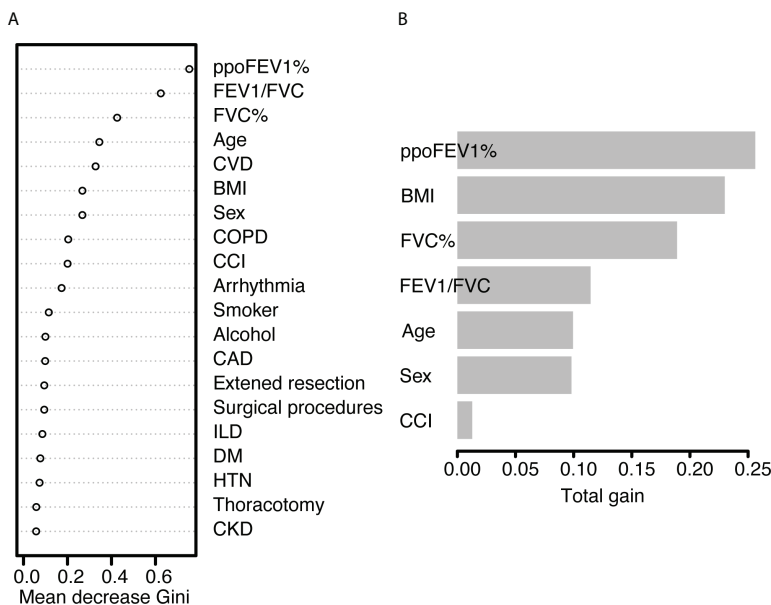 A
ppoFEV1%
FEV1/FVC
FVC%
Age
CVD
BMI
Sex
COPD
CCI
Arrhythmia
Smoker
Alcohol
CAD
Extened resection
Surgical procedures
ILD
DM
HTN
Thoracotomy
CKD
0.0 0.2 0.4 0.6
Mean decrease Gini
B
ppoFEV1%
BMI
FVC%
FEV1/FVC
Age
Sex
CCI
0.00 0.05 0.10 0.15 0.20 0.25
Total gain